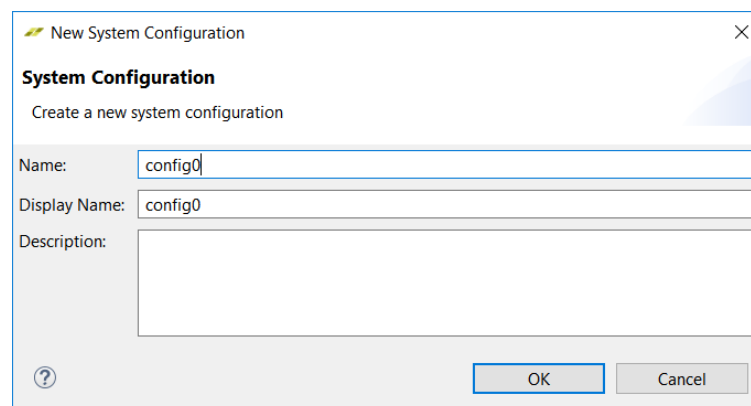 New System Configuration
System Configuration
Create a new system configuration
Name: config0
Display Name: config0
Description:
? OK Cancel